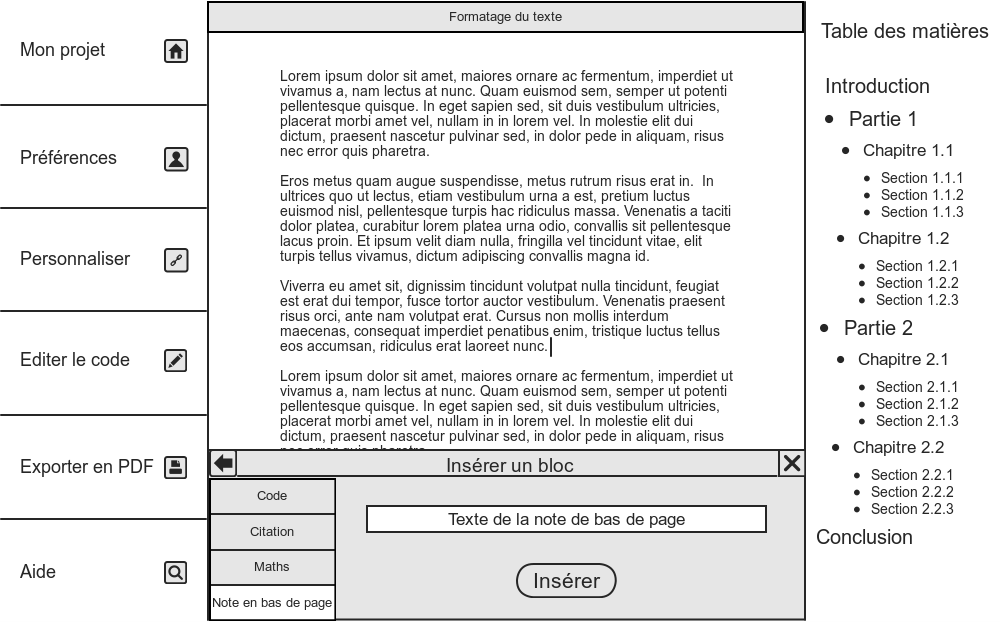 Mon projet
Préférences
Personnaliser
Editer le code
Exporter en PDF
Aide
Formatage du texte
Lorem ipsum dolor sit amet, maiores ornare ac fermentum, imperdiet ut
vivamus a, nam lectus at nunc. Quam euismod sem, semper ut potenti
pellentesque quisque. In eget sapien sed, sit duis vestibulum ultricies,
placerat morbi amet vel, nullam in in lorem vel. In molestie elit dui
dictum, praesent nascetur pulvinar sed, in dolor pede in aliquam, risus
nec error quis pharetra.
Eros metus quam augue suspendisse, metus rutrum risus erat in.  In
ultrices quo ut lectus, etiam vestibulum urna a est, pretium luctus
euismod nisl, pellentesque turpis hac ridiculus massa. Venenatis a taciti
dolor platea, curabitur lorem platea urna odio, convallis sit pellentesque
lacus proin. Et ipsum velit diam nulla, fringilla vel tincidunt vitae, elit
turpis tellus vivamus, dictum adipiscing convallis magna id.
Viverra eu amet sit, dignissim tincidunt volutpat nulla tincidunt, feugiat
est erat dui tempor, fusce tortor auctor vestibulum. Venenatis praesent
risus orci, ante nam volutpat erat. Cursus non mollis interdum
maecenas, consequat imperdiet penatibus enim, tristique luctus tellus
eos accumsan, ridiculus erat laoreet nunc.
Lorem ipsum dolor sit amet, maiores ornare ac fermentum, imperdiet ut
vivamus a, nam lectus at nunc. Quam euismod sem, semper ut potenti
pellentesque quisque. In eget sapien sed, sit duis vestibulum ultricies,
placerat morbi amet vel, nullam in in lorem vel. In molestie elit dui
dictum, praesent nascetur pulvinar sed, in dolor pede in aliquam, risus
Insérer un bloc
Code
Citation
Maths
Note en bas de page
Texte de la note de bas de page
Insérer
Table des matières
Introduction
Partie 1
Chapitre 1.1
Section 1.1.1
Section 1.1.2
Section 1.1.3
Chapitre 1.2
Section 1.2.1
Section 1.2.2
Section 1.2.3
Partie 2
Chapitre 2.1
Section 2.1.1
Section 2.1.2
Section 2.1.3
Chapitre 2.2
Section 2.2.1
Section 2.2.2
Section 2.2.3
Conclusion